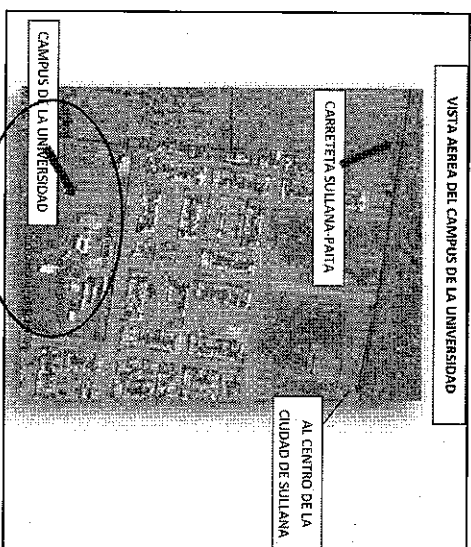 VISTA AEREA DEL CAMPUS DE LA UNIVERSIDAD
CARRETETA SULLANA-PAITA
AL CENTRO DE LA
CIUDAD DE SULLANA
CAMPUS DE LA UNIVERSIDAD